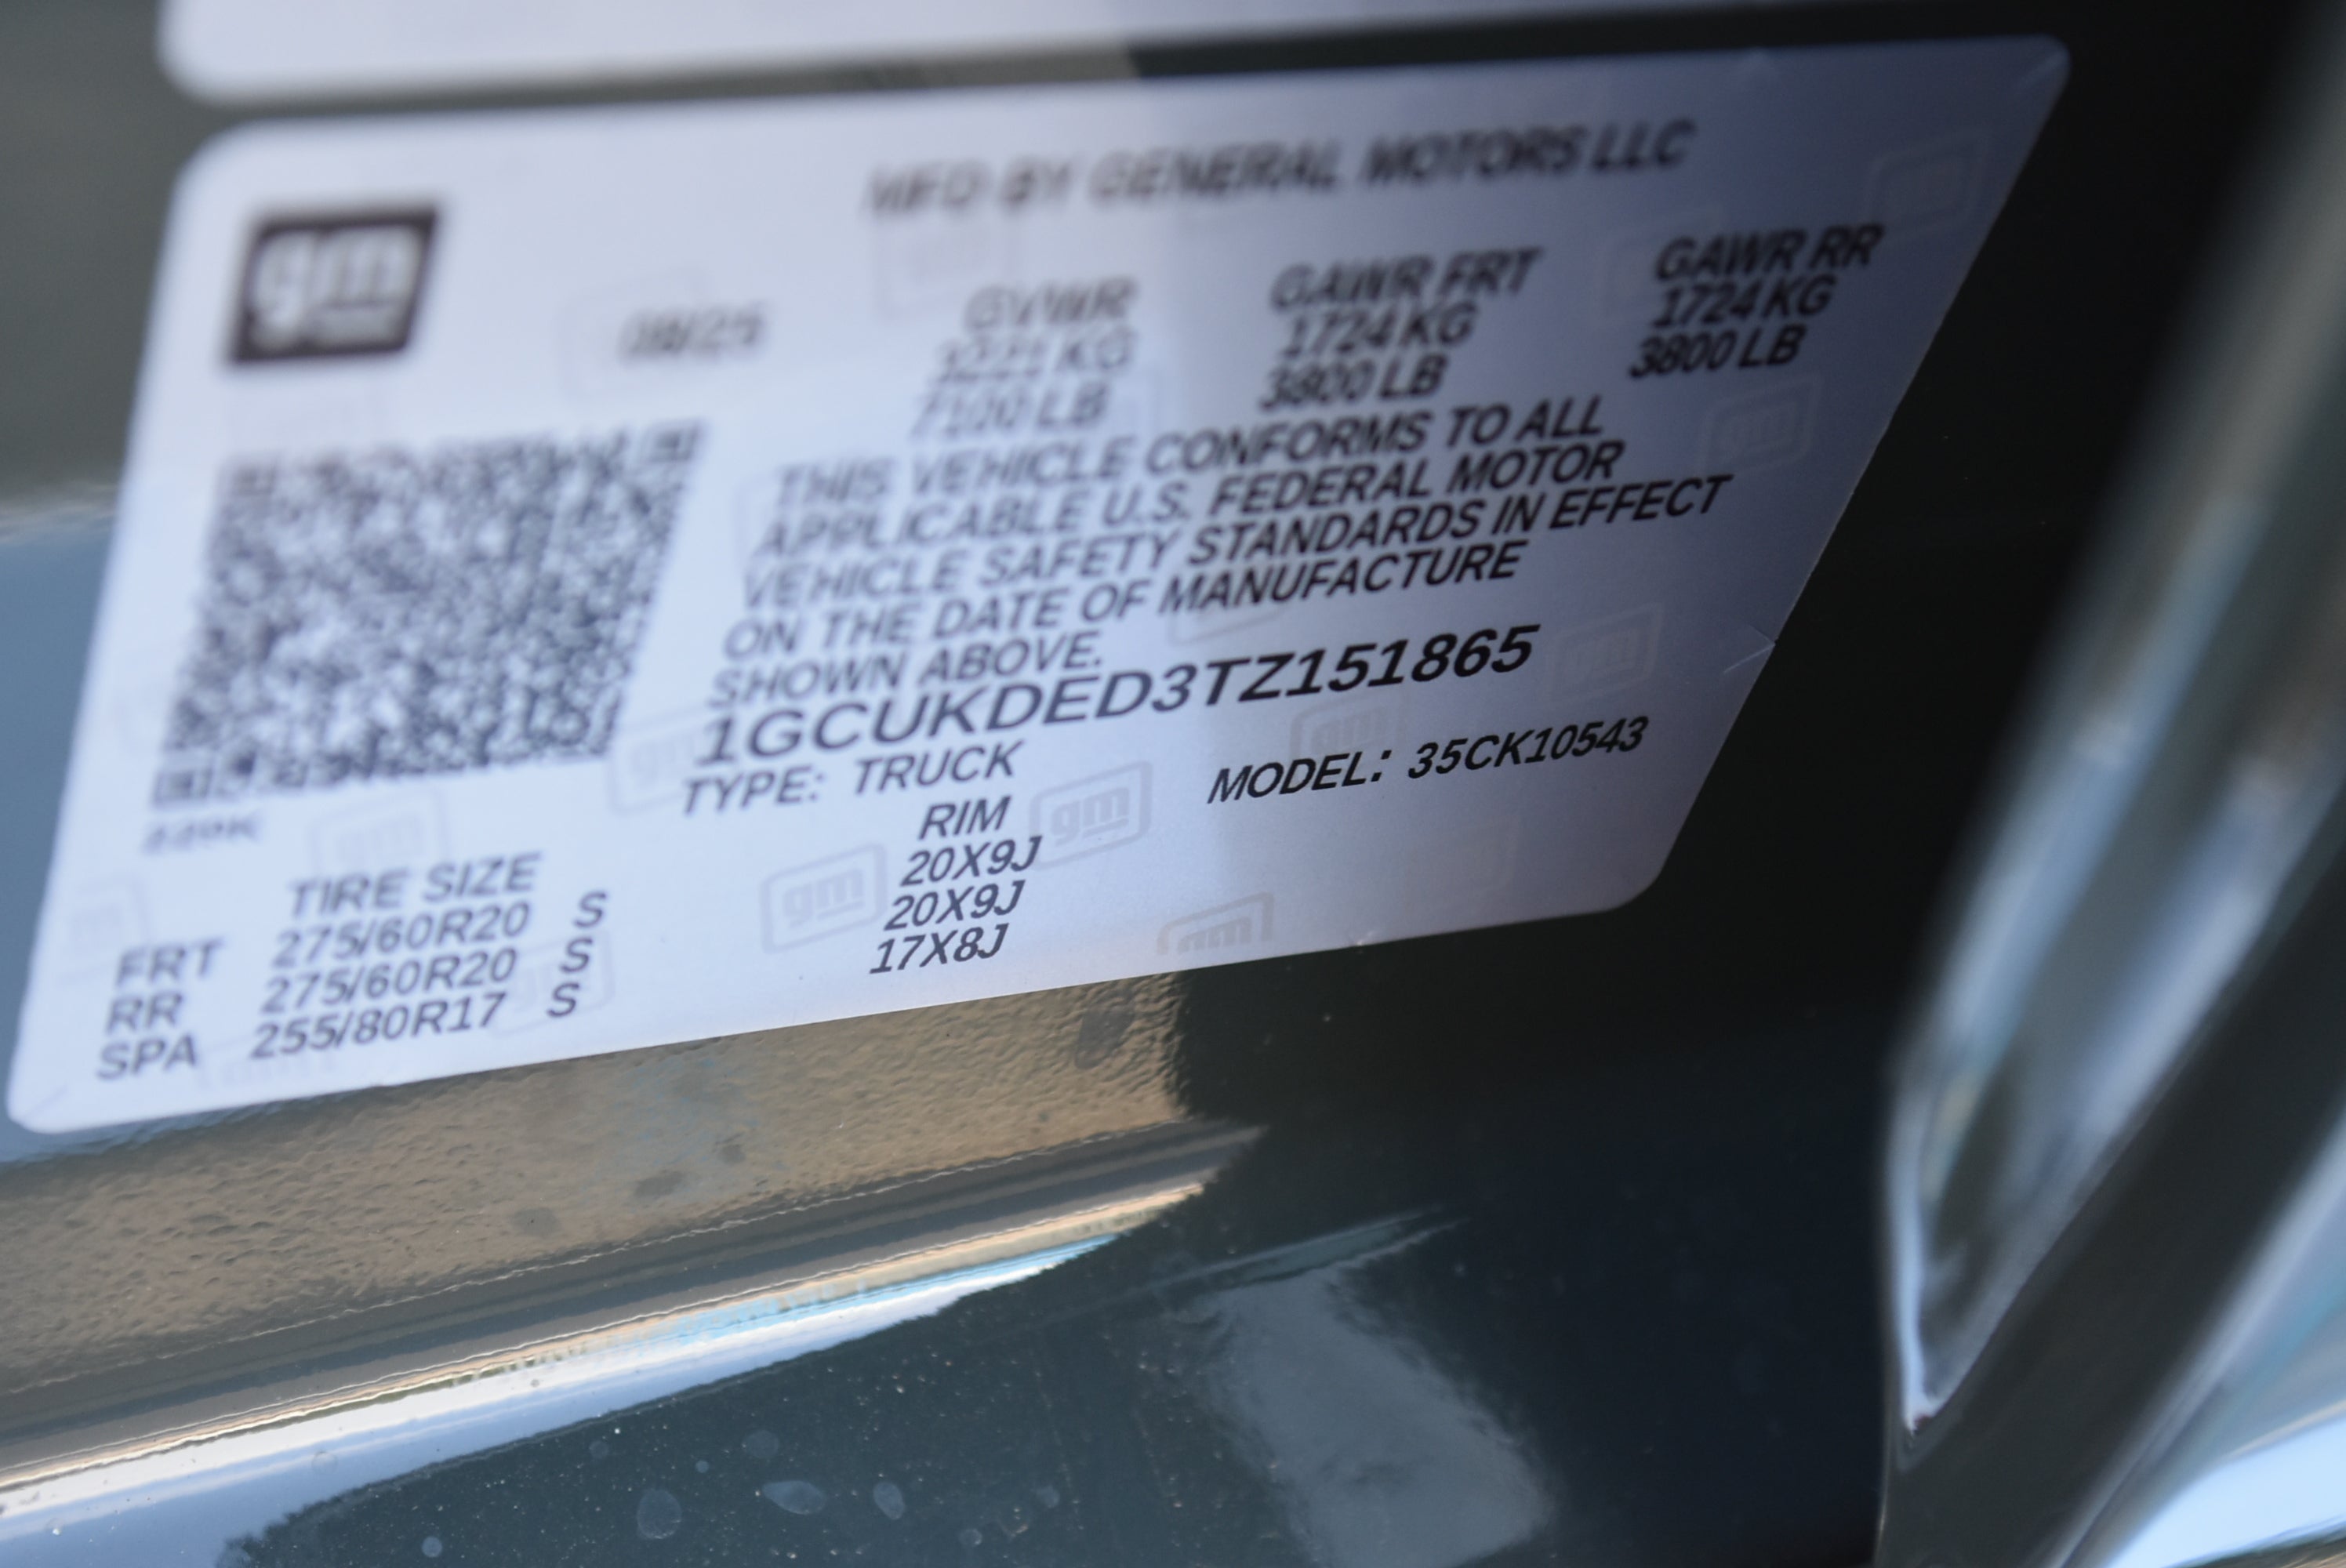 MFD BY GENERAL MOTORS LLC
gm
08/25
GVWR GAWR FRT GAWR RR
3221 KG 1724 KG 1724 KG
7100 LB 3800 LB 3800 LB
THIS VEHICLE CONFORMS TO ALL
APPLICABLE U.S. FEDERAL MOTOR
VEHICLE SAFETY STANDARDS IN EFFECT
ON THE DATE OF MANUFACTURE
SHOWN ABOVE.
1GCUKDED3TZ151865
TYPE: TRUCK MODEL: 35CK10543
TIRE SIZE RIM
FRT 275/60R20 S 20X9J
RR 275/60R20 S 20X9J
SPA 255/80R17 S 17X8J